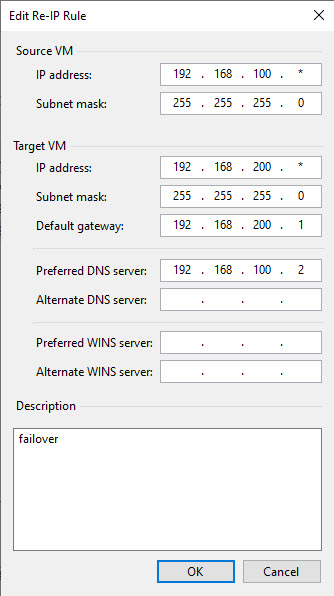 Edit Re-IP Rule
Source VM
IP address: 192 . 168 . 100 . *
Subnet mask: 255 . 255 . 255 . 0
Target VM
IP address: 192 . 168 . 200 . *
Subnet mask: 255 . 255 . 255 . 0
Default gateway: 192 . 168 . 200 . 1
Preferred DNS server: 192 . 168 . 100 . 2
Alternate DNS server: . . .
Preferred WINS server: . . .
Alternate WINS server: . . .
Description
failover
OK Cancel